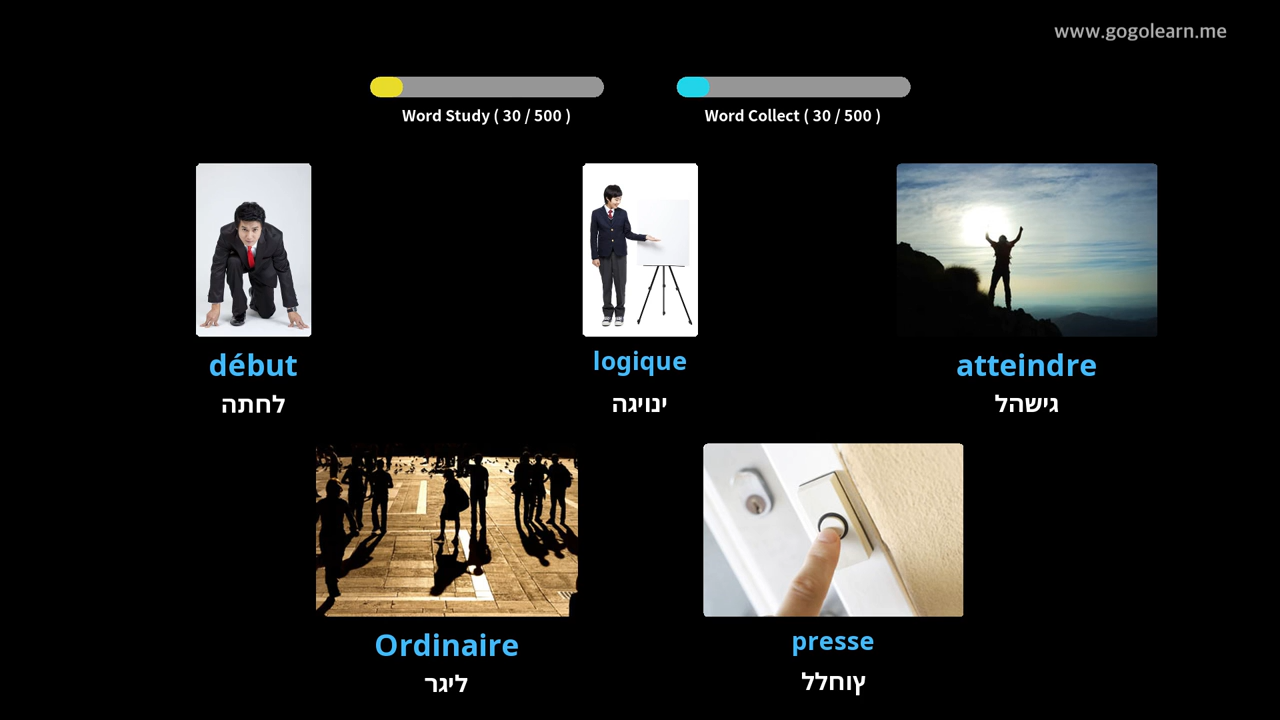 www.gogolearn.me
Word Study ( 30 / 500 )
Word Collect ( 30 / 500 )
début
לחתה
logique
ינויגה
atteindre
גישהל
Ordinaire
ליגר
presse
ץוחלל